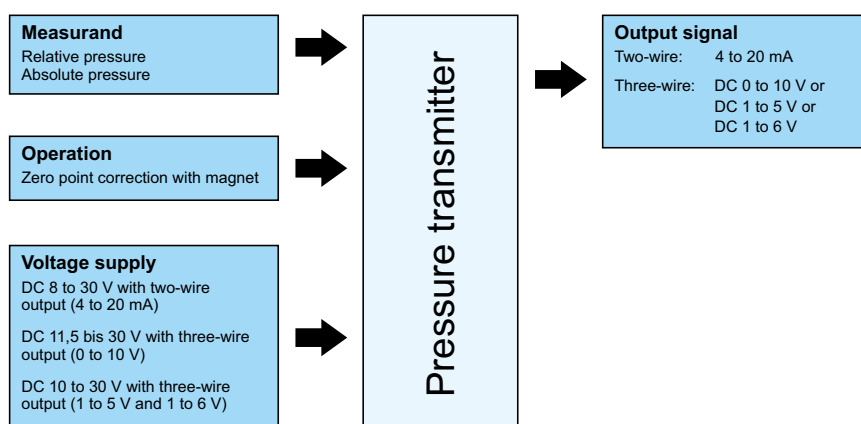 Measurand
Relative pressure
Absolute pressure
Operation
Zero point correction with magnet
Voltage supply
DC 8 to 30 V with two-wire
output (4 to 20 mA)
DC 11,5 bis 30 V with three-wire
output (0 to 10 V)
DC 10 to 30 V with three-wire
output (1 to 5 V and 1 to 6 V)
Pressure transmitter
Output signal
Two-wire: 4 to 20 mA
Three-wire: DC 0 to 10 V or
DC 1 to 5 V or
DC 1 to 6 V